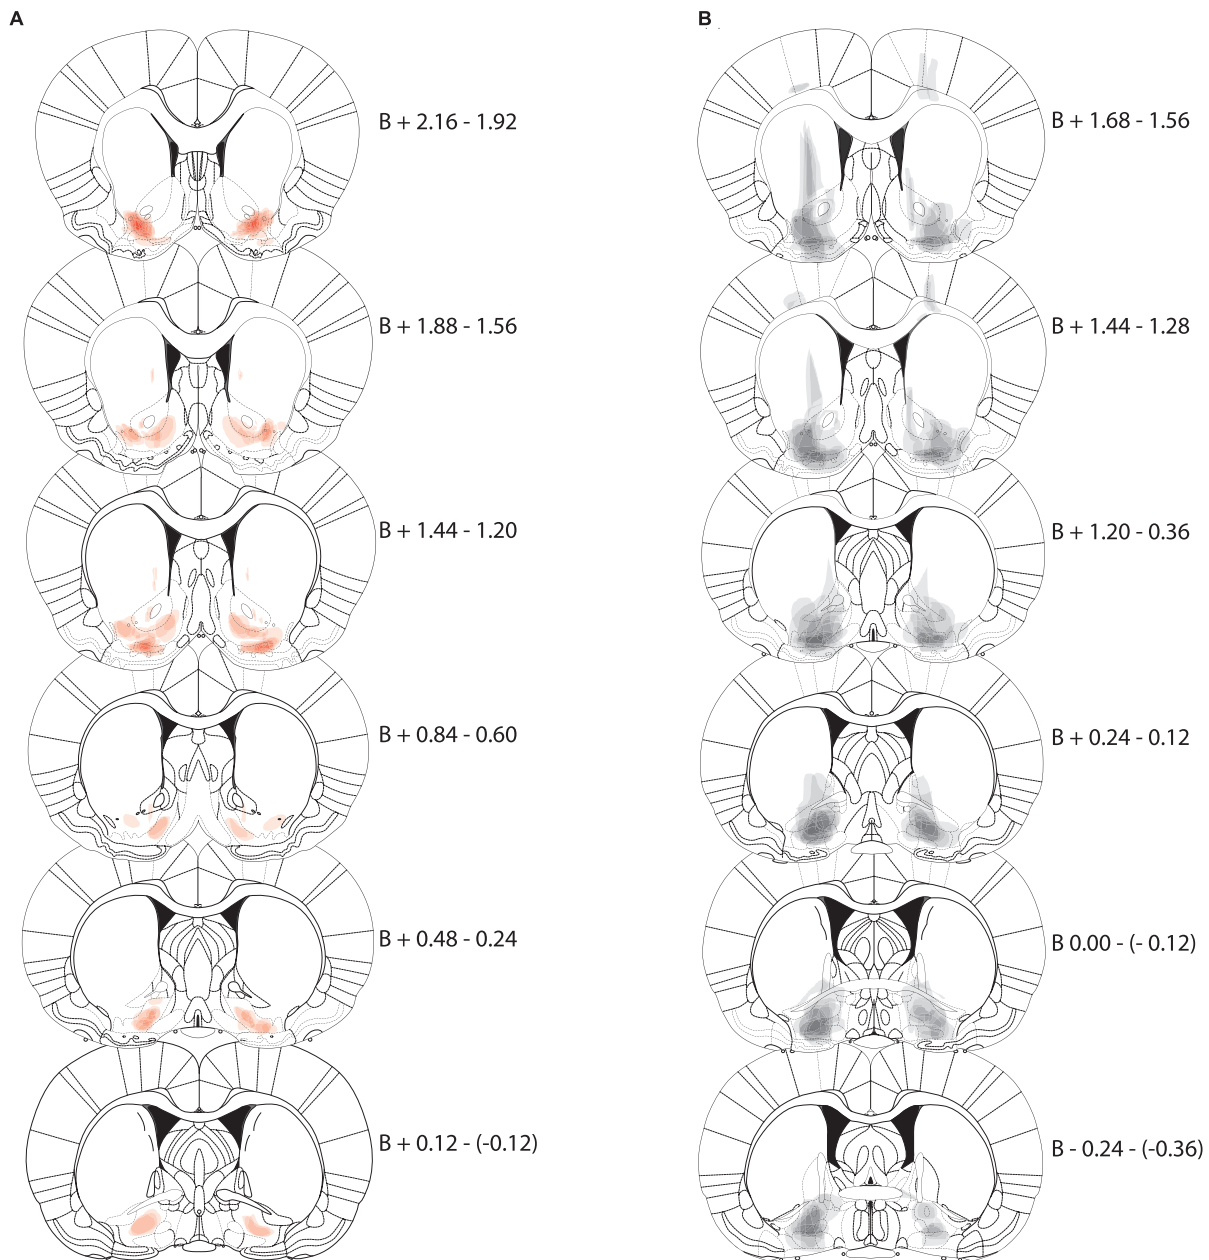 A
B + 2.16 - 1.92
B + 1.88 - 1.56
B + 1.44 - 1.20
B + 0.84 - 0.60
B + 0.48 - 0.24
B + 0.12 - (-0.12)
B
B + 1.68 - 1.56
B + 1.44 - 1.28
B + 1.20 - 0.36
B + 0.24 - 0.12
B 0.00 - (- 0.12)
B - 0.24 - (-0.36)